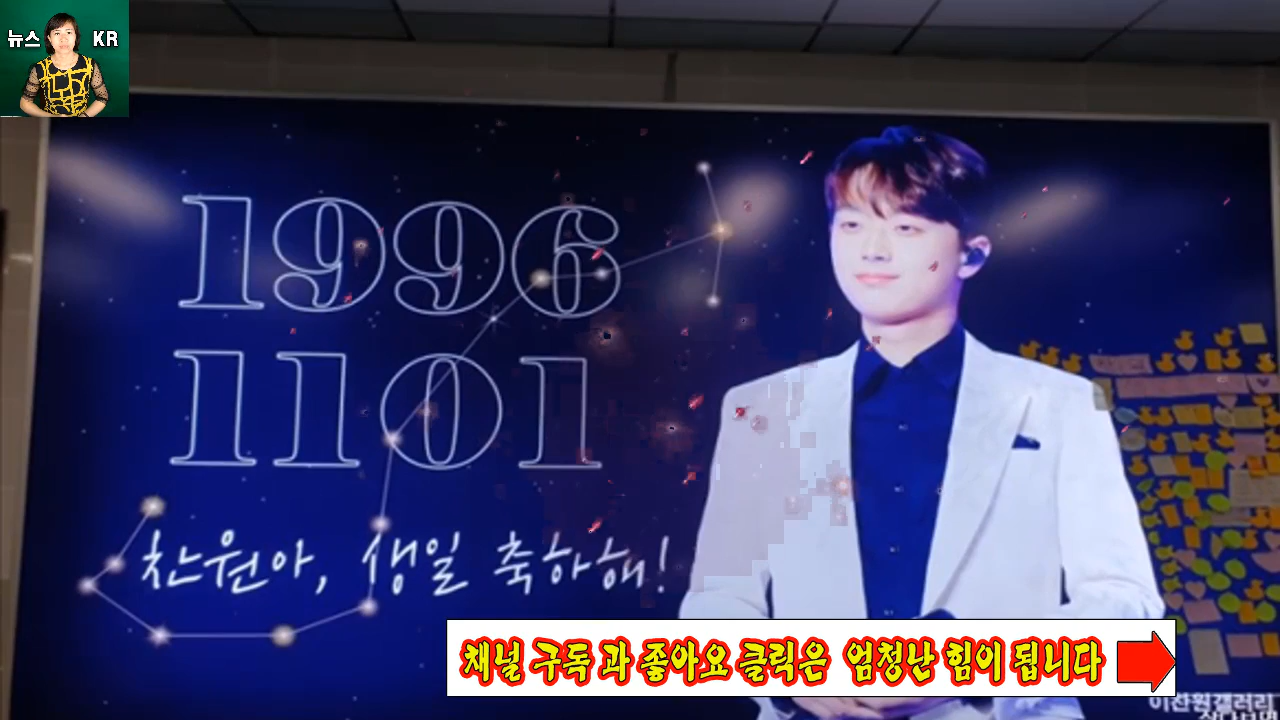 뉴스 KR
1996
1101
찬원아, 생일 축하해!
채널 구독 과 좋아요 클릭은 엄청난 힘이 됩니다
이찬원갤러리